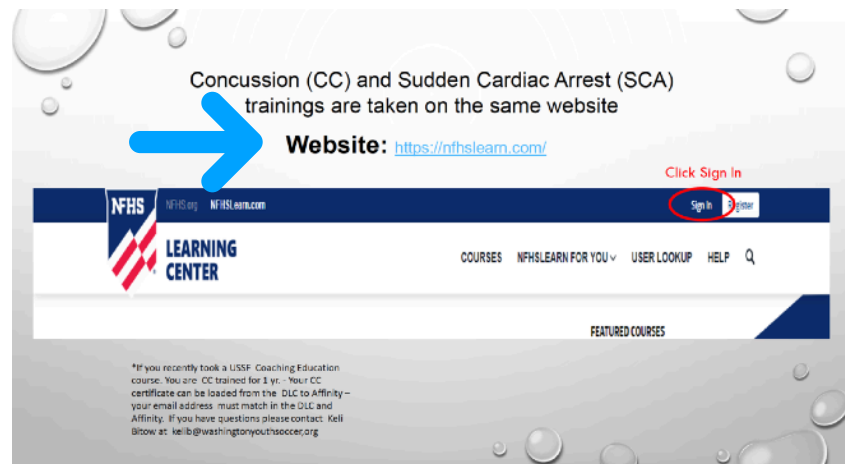 Concussion (CC) and Sudden Cardiac Arrest (SCA)
trainings are taken on the same website
Website: https://nfhslearn.com/
Click Sign In
NFHS NFHS.org NFHSLearn.com Sign In Register
LEARNING
CENTER
COURSES NFHSLEARN FOR YOU USER LOOKUP HELP
FEATURED COURSES
*If you recently took a USSF Coaching Education
course. You are CC trained for 1 yr. - Your CC
certificate can be loaded from the DLC to Affinity –
your email address must match in the DLC and
Affinity. If you have questions please contact Keli
Bitow at kelib@washingtonyouthsoccer,org